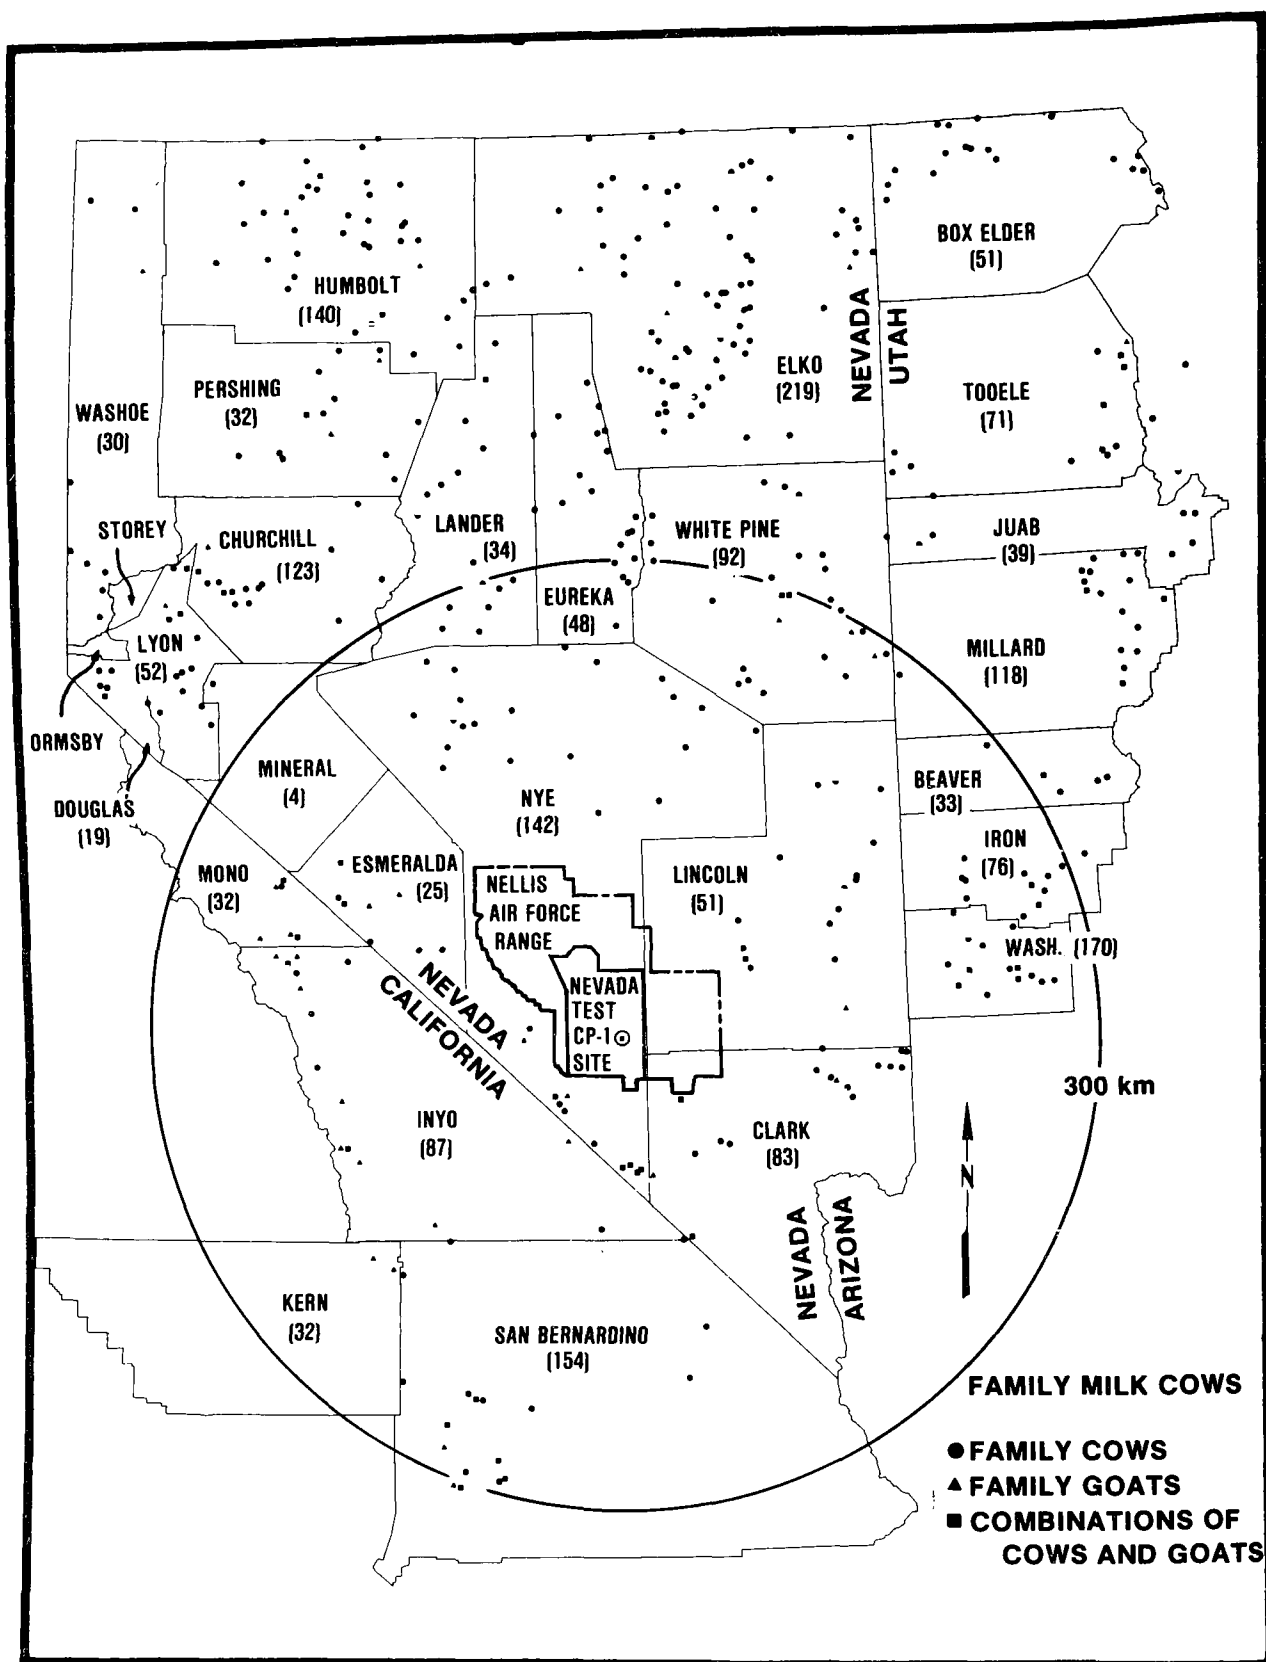 BOX ELDER
(51)
HUMBOLT
(140)
NEVADA
UTAH
ELKO
(219)
PERSHING
(32)
TOOELE
(71)
WASHOE
(30)
STOREY
CHURCHILL
(123)
LANDER
(34)
WHITE PINE
(92)
JUAB
(39)
EUREKA
(48)
LYON
(52)
MILLARD
(118)
ORMSBY
MINERAL
(4)
NYE
(142)
BEAVER
(33)
DOUGLAS
(19)
IRON
(76)
MONO
(32)
ESMERALDA
(25)
NELLIS
AIR FORCE
RANGE
LINCOLN
(51)
WASH. (170)
NEVADA
CALIFORNIA
NEVADA
TEST
CP-1
SITE
300 km
INYO
(87)
CLARK
(83)
N
NEVADA
ARIZONA
KERN
(32)
SAN BERNARDINO
(154)
FAMILY MILK COWS
FAMILY COWS
FAMILY GOATS
COMBINATIONS OF
COWS AND GOATS